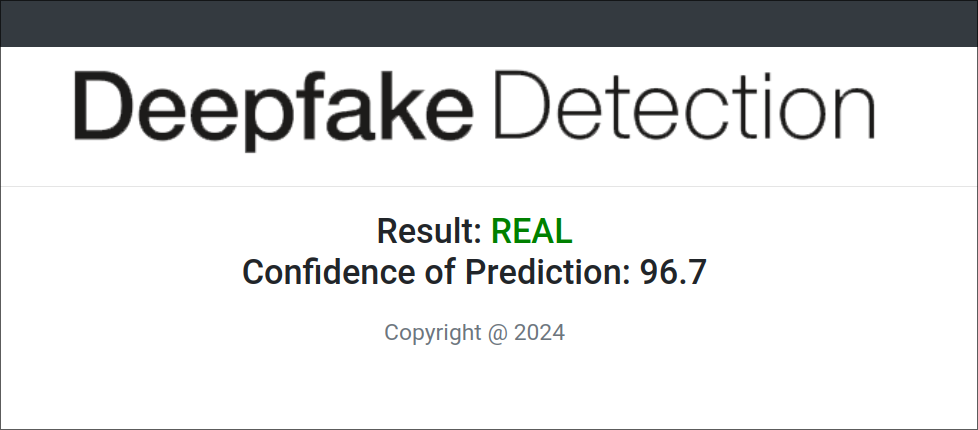 Deepfake Detection
Result: REAL
Confidence of Prediction: 96.7
Copyright @ 2024